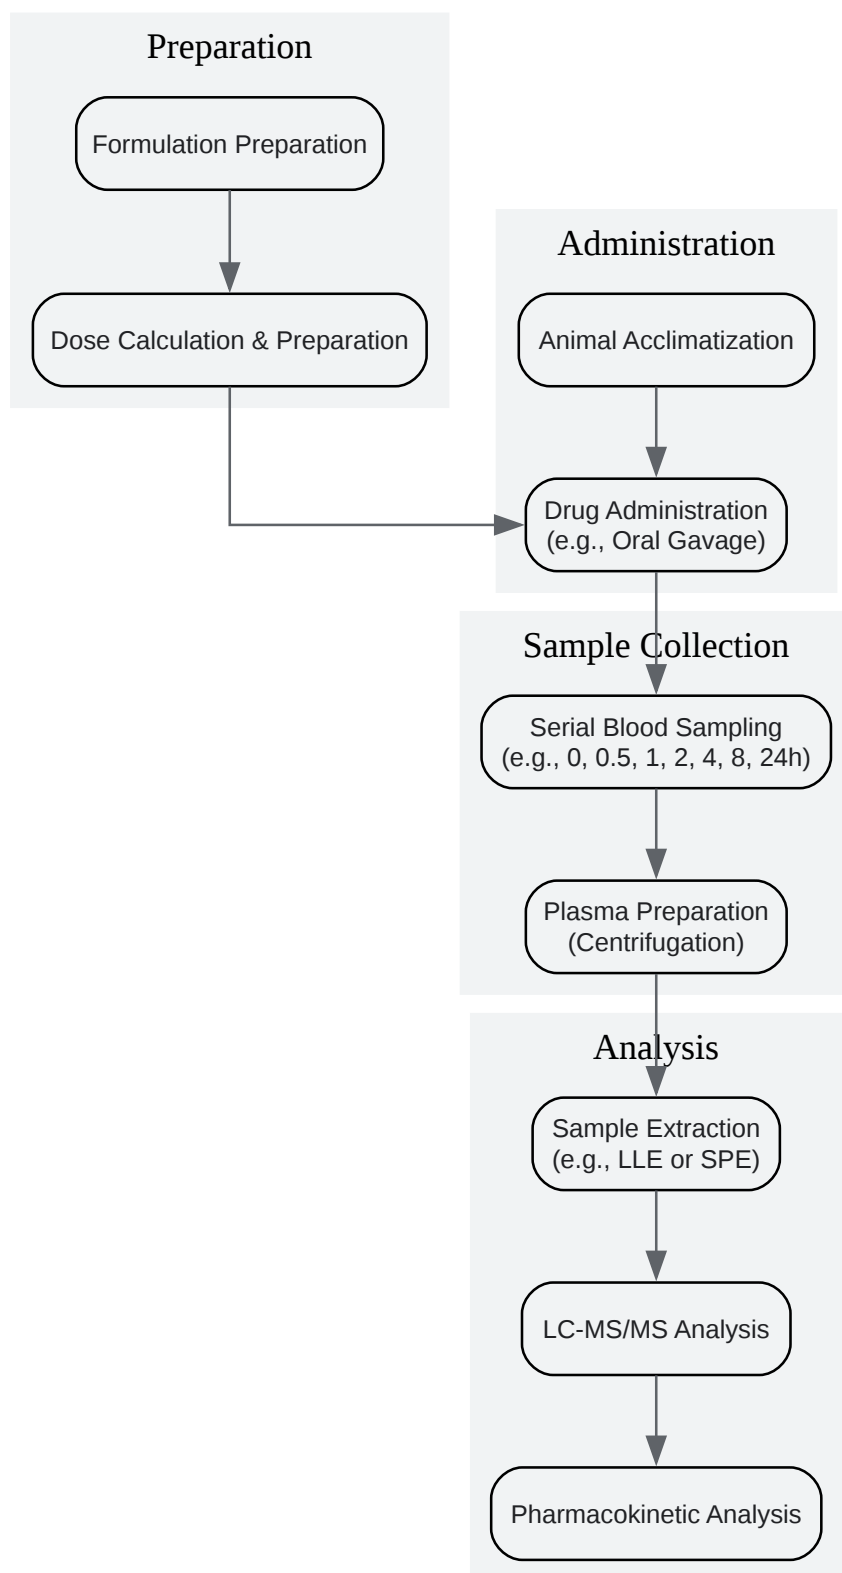 Preparation
Formulation Preparation
Dose Calculation & Preparation
Administration
Animal Acclimatization
Drug Administration
(e.g., Oral Gavage)
Sample Collection
Serial Blood Sampling
(e.g., 0, 0.5, 1, 2, 4, 8, 24h)
Plasma Preparation
(Centrifugation)
Analysis
Sample Extraction
(e.g., LLE or SPE)
LC-MS/MS Analysis
Pharmacokinetic Analysis